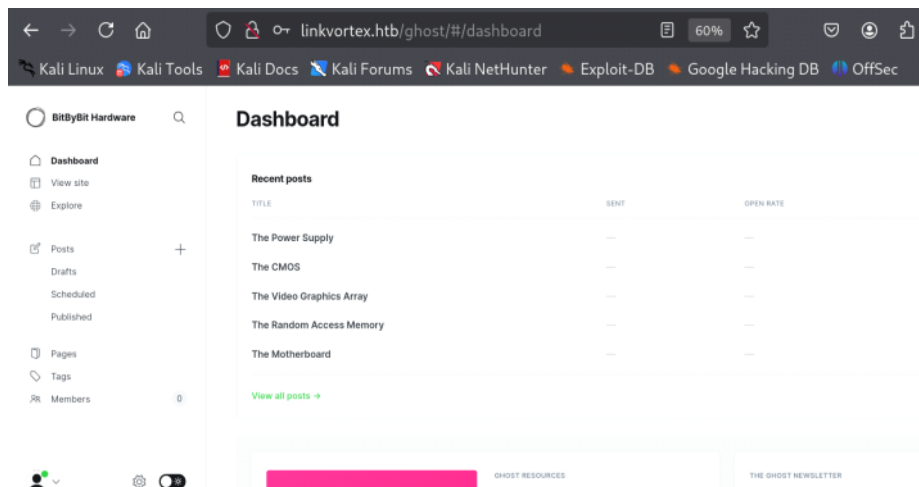 linkvortex.htb/ghost/#/dashboard 60%
Kali Linux Kali Tools Kali Docs Kali Forums Kali NetHunter Exploit-DB Google Hacking DB OffSec
BitByBit Hardware
Dashboard
View site
Explore
Posts
Drafts
Scheduled
Published
Pages
Tags
Members 0
Dashboard
Recent posts
TITLE SENT OPEN RATE
The Power Supply — —
The CMOS — —
The Video Graphics Array — —
The Random Access Memory — —
The Motherboard — —
View all posts →
GHOST RESOURCES THE GHOST NEWSLETTER